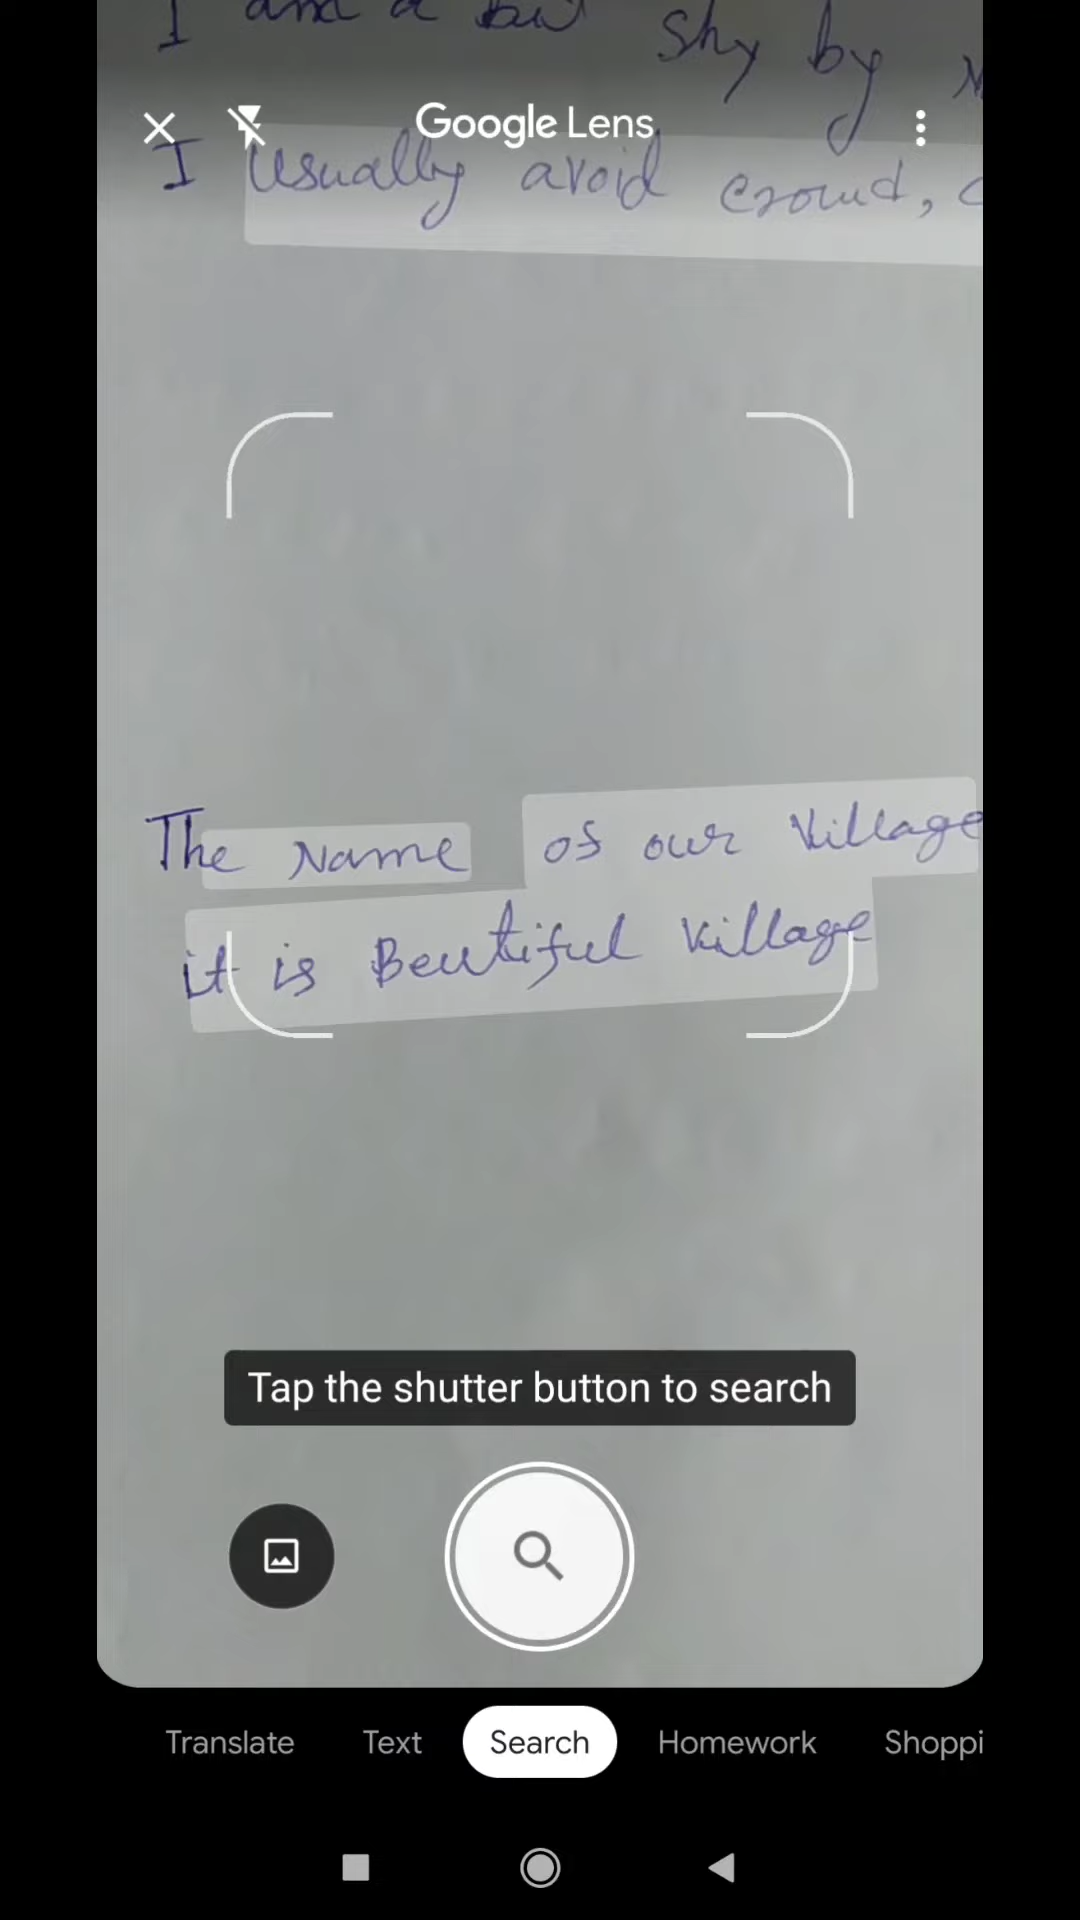 I and a bit shy by
Google Lens
I Usually avoid crowd,
The Name of our Village
it is Beutiful Village
Tap the shutter button to search
Translate Text Search Homework Shoppi